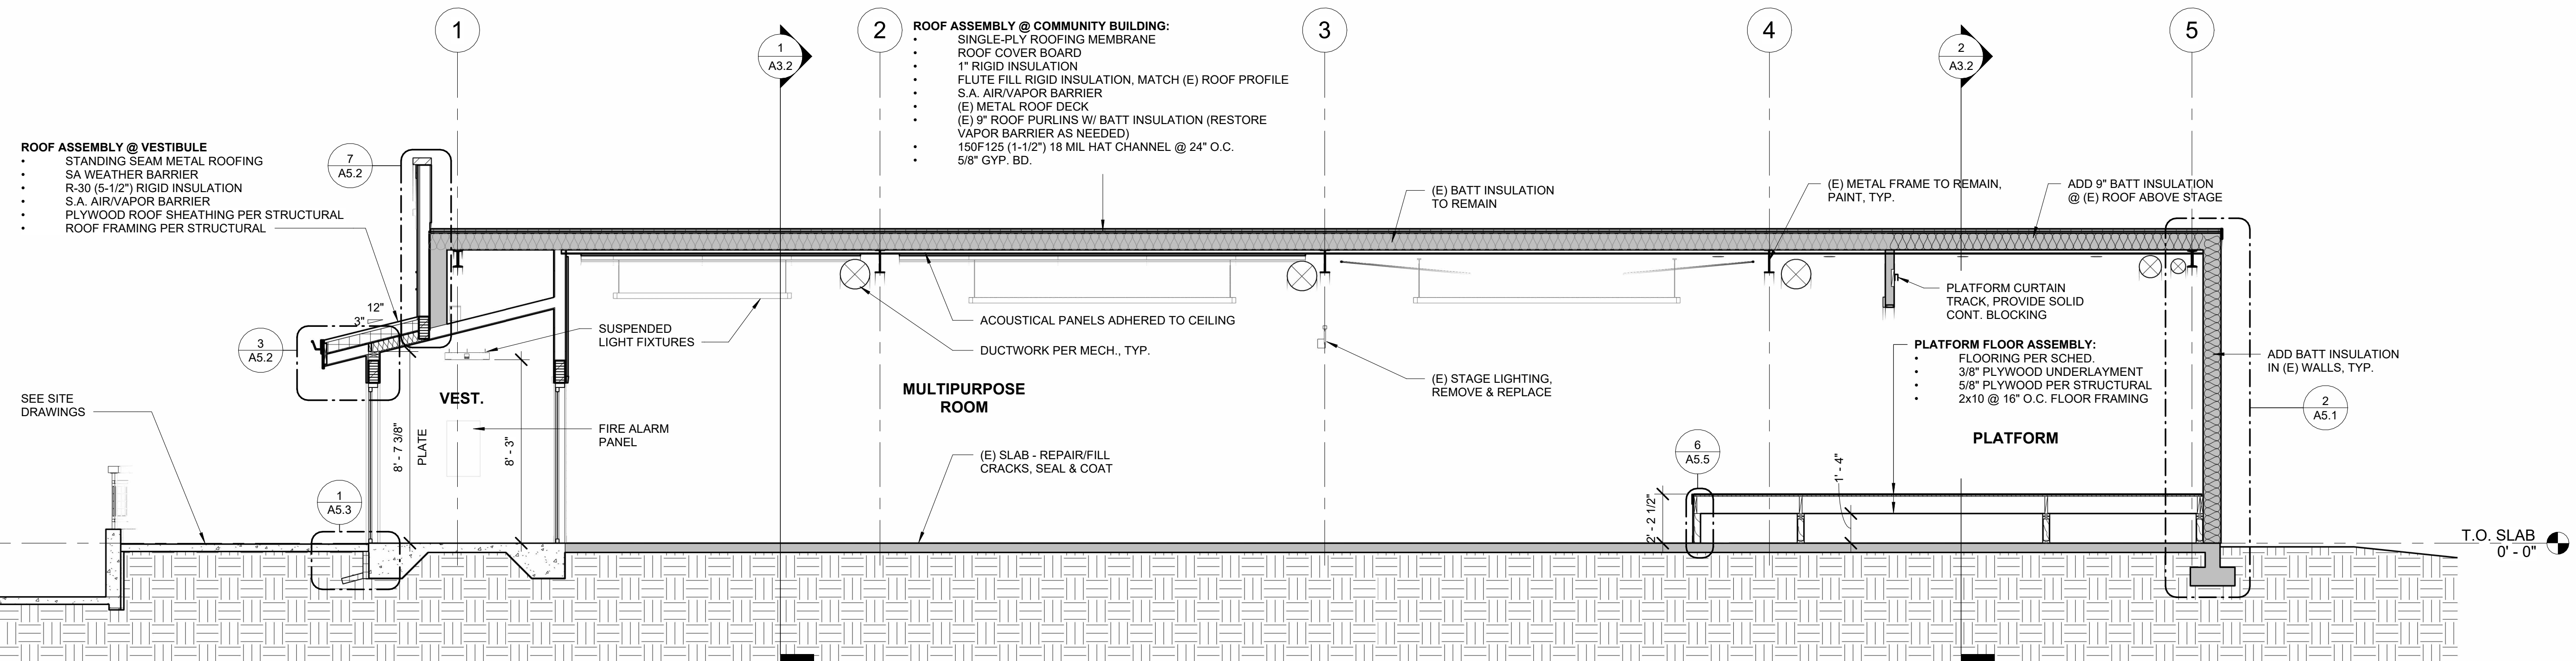 1
2
3
4
5
1
A3.2
2
A3.2
ROOF ASSEMBLY @ COMMUNITY BUILDING:
• SINGLE-PLY ROOFING MEMBRANE
• ROOF COVER BOARD
• 1" RIGID INSULATION
• FLUTE FILL RIGID INSULATION, MATCH (E) ROOF PROFILE
• S.A. AIR/VAPOR BARRIER
• (E) METAL ROOF DECK
• (E) 9" ROOF PURLINS W/ BATT INSULATION (RESTORE
VAPOR BARRIER AS NEEDED)
• 150F125 (1-1/2") 18 MIL HAT CHANNEL @ 24" O.C.
• 5/8" GYP. BD.
ROOF ASSEMBLY @ VESTIBULE
• STANDING SEAM METAL ROOFING
• SA WEATHER BARRIER
• R-30 (5-1/2") RIGID INSULATION
• S.A. AIR/VAPOR BARRIER
• PLYWOOD ROOF SHEATHING PER STRUCTURAL
• ROOF FRAMING PER STRUCTURAL
7
A5.2
(E) BATT INSULATION
TO REMAIN
(E) METAL FRAME TO REMAIN,
PAINT, TYP.
ADD 9" BATT INSULATION
@ (E) ROOF ABOVE STAGE
12"
3"
3
A5.2
SUSPENDED
LIGHT FIXTURES
ACOUSTICAL PANELS ADHERED TO CEILING
DUCTWORK PER MECH., TYP.
PLATFORM CURTAIN
TRACK, PROVIDE SOLID
CONT. BLOCKING
PLATFORM FLOOR ASSEMBLY:
• FLOORING PER SCHED.
• 3/8" PLYWOOD UNDERLAYMENT
• 5/8" PLYWOOD PER STRUCTURAL
• 2x10 @ 16" O.C. FLOOR FRAMING
ADD BATT INSULATION
IN (E) WALLS, TYP.
(E) STAGE LIGHTING,
REMOVE & REPLACE
MULTIPURPOSE
ROOM
VEST.
SEE SITE
DRAWINGS
2
A5.1
FIRE ALARM
PANEL
8' - 7 3/8"
PLATE
8' - 3"
PLATFORM
(E) SLAB - REPAIR/FILL
CRACKS, SEAL & COAT
6
A5.5
1' - 4"
2' - 2 1/2"
1
A5.3
T.O. SLAB
0' - 0"